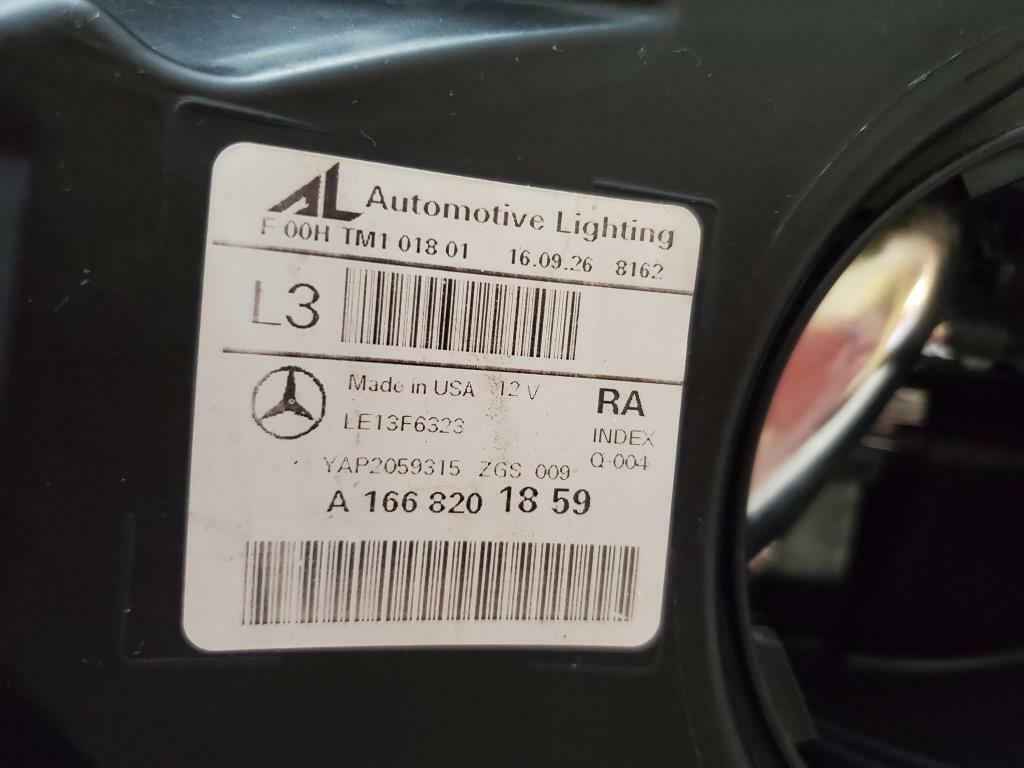 AL Automotive Lighting
F 00H TM1 018 01 16.09.26 8162
L3
Made in USA 12 V RA
LE13F6323 INDEX
YAP2059315 ZGS 009 Q-004
A 166 820 18 59